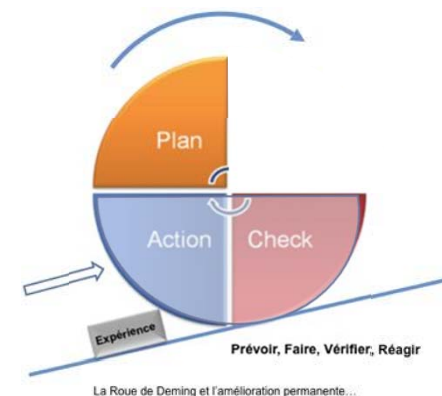 Plan
Action Check
Expérience
Prévoir, Faire, Vérifier, Réagir
La Roue de Deming et l'amélioration permanente…